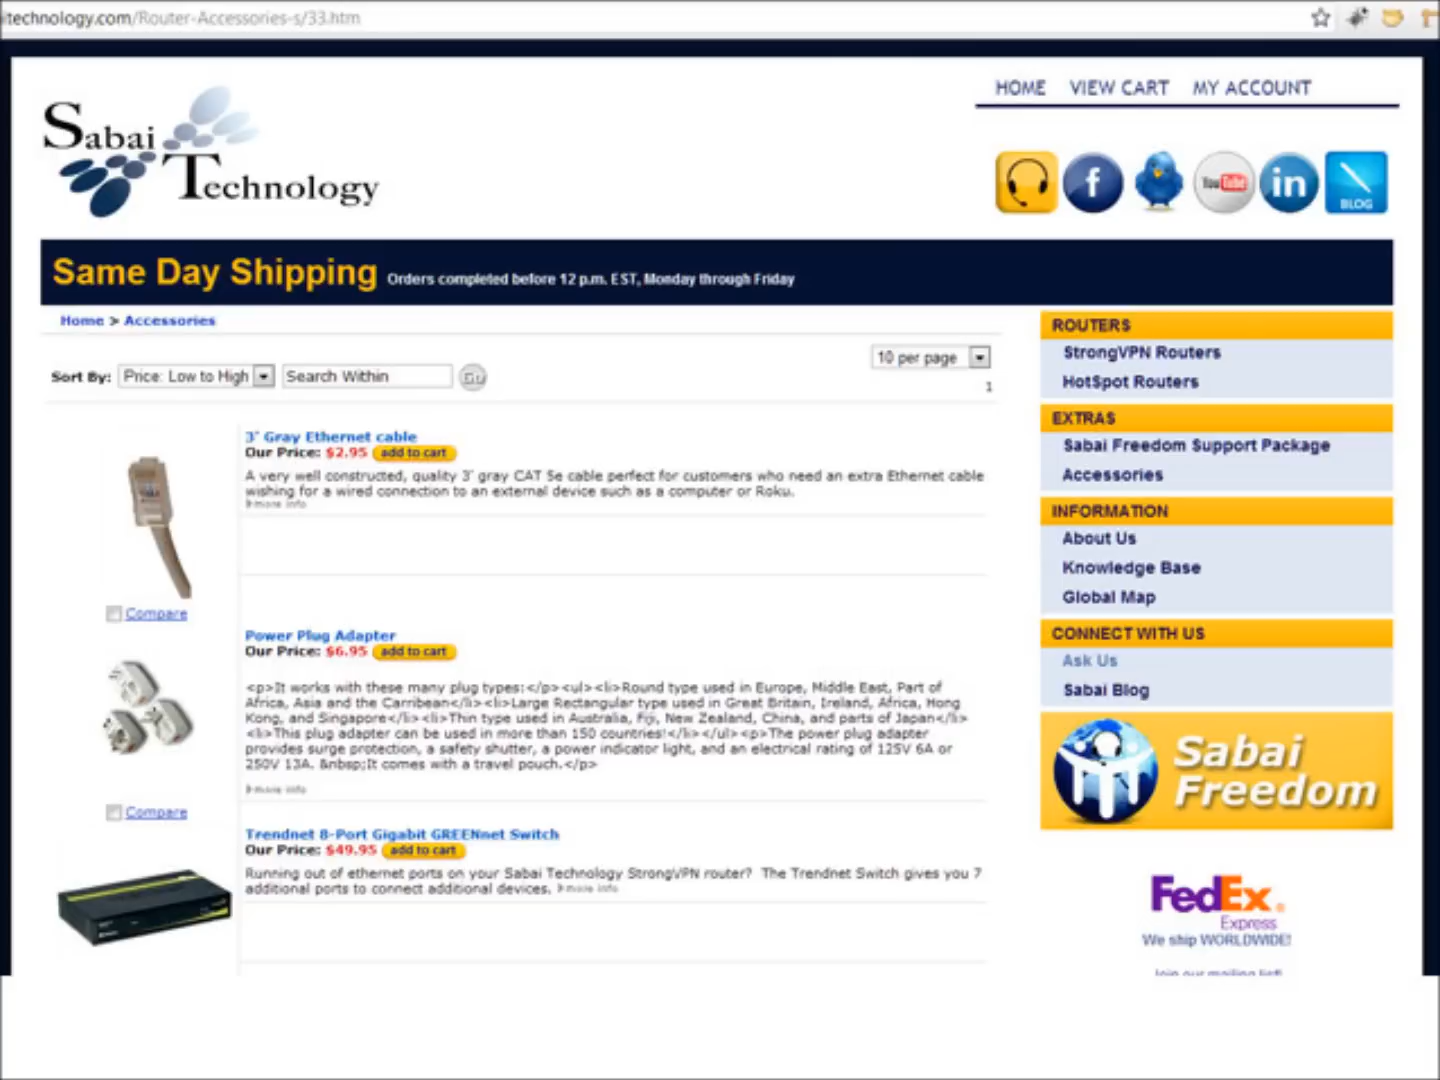 itechnology.com/Router-Accessories-s/33.htm
HOME VIEW CART MY ACCOUNT
Sabai
Technology
f You Tube in BLOG
Same Day Shipping Orders completed before 12 p.m. EST, Monday through Friday
Home > Accessories
10 per page
Sort By: Price: Low to High Search Within Go
1
3' Gray Ethernet cable
Our Price: $2.95 add to cart
A very well constructed, quality 3' gray CAT 5e cable perfect for customers who need an extra Ethernet cable
wishing for a wired connection to an external device such as a computer or Roku.
more info
Compare
Power Plug Adapter
Our Price: $6.95 add to cart
<p>It works with these many plug types:</p><ul><li>Round type used in Europe, Middle East, Part of
Africa, Asia and the Carribean</li><li>Large Rectangular type used in Great Britain, Ireland, Africa, Hong
Kong, and Singapore</li><li>Thin type used in Australia, Fiji, New Zealand, China, and parts of Japan</li>
<li>This plug adapter can be used in more than 150 countries!</li></ul><p>The power plug adapter
provides surge protection, a safety shutter, a power indicator light, and an electrical rating of 125V 6A or
250V 13A. &nbsp;It comes with a travel pouch.</p>
more info
Compare
Trendnet 8-Port Gigabit GREENnet Switch
Our Price: $49.95 add to cart
Running out of ethernet ports on your Sabai Technology StrongVPN router? The Trendnet Switch gives you 7
additional ports to connect additional devices. more info
ROUTERS
StrongVPN Routers
HotSpot Routers
EXTRAS
Sabai Freedom Support Package
Accessories
INFORMATION
About Us
Knowledge Base
Global Map
CONNECT WITH US
Ask Us
Sabai Blog
Sabai
Freedom
FedEx
Express
We ship WORLDWIDE!
Join our mailing list!